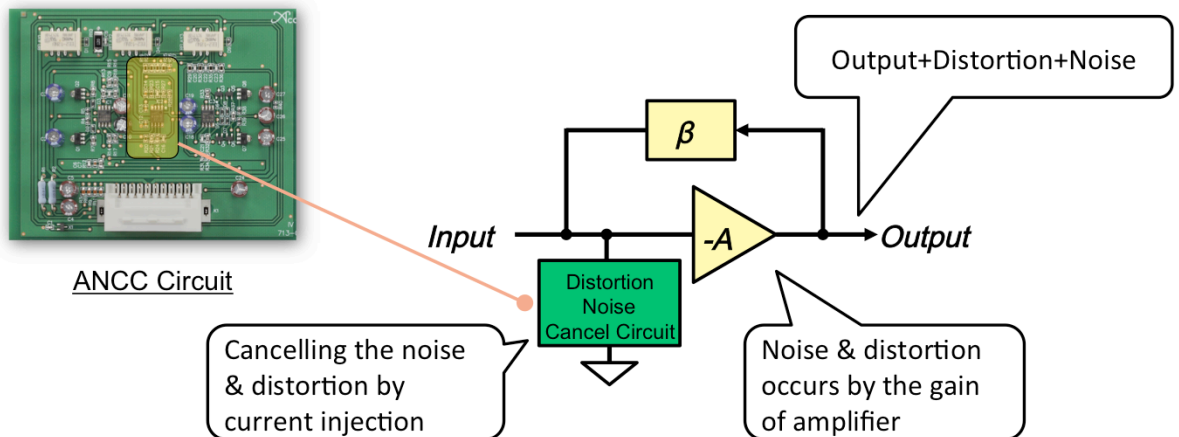 Output+Distortion+Noise
β
Input
-A
Output
ANCC Circuit
Distortion
Noise
Cancel Circuit
Cancelling the noise
& distortion by
current injection
Noise & distortion
occurs by the gain
of amplifier